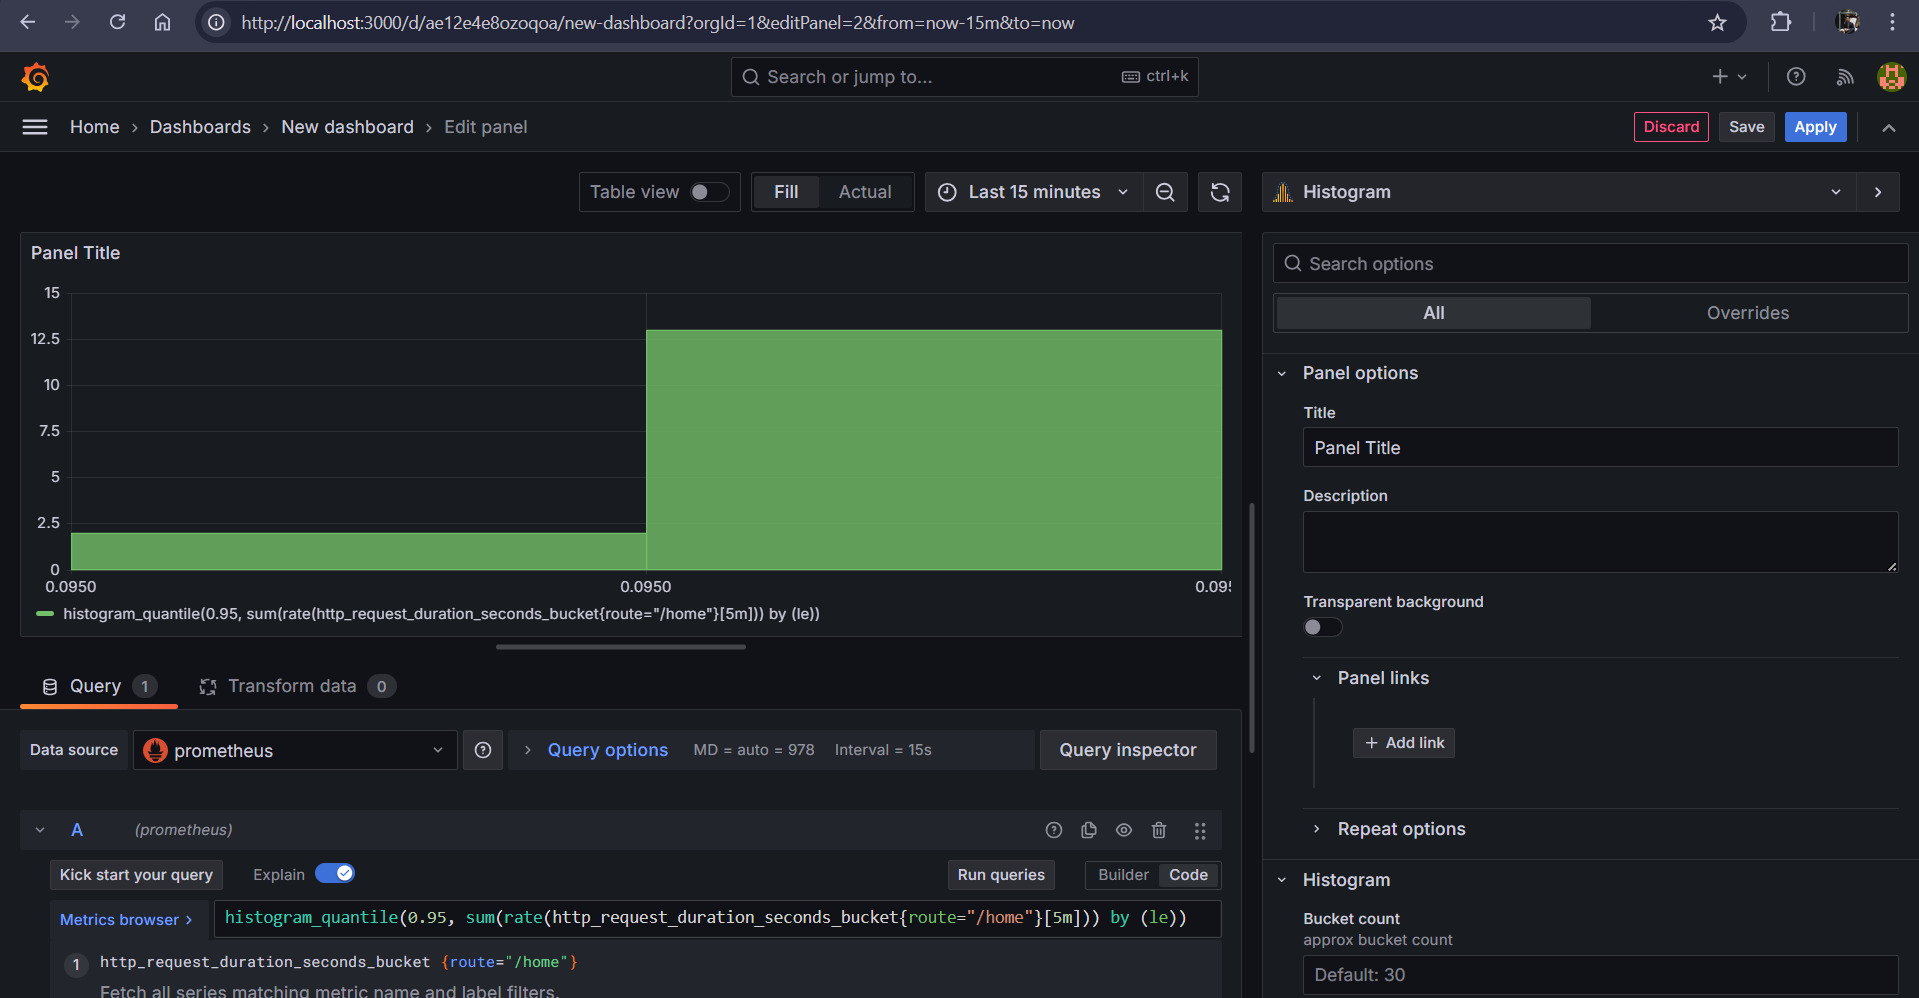 http://localhost:3000/d/ae12e4e8ozoqoa/new-dashboard?orgId=1&editPanel=2&from=now-15m&to=now
Search or jump to...
ctrl+k
Home
Dashboards
New dashboard
Edit panel
Discard
Save
Apply
Table view
Fill
Actual
Last 15 minutes
Histogram
Panel Title
15
12.5
10
7.5
5
2.5
0
0.0950
0.0950
histogram_quantile(0.95, sum(rate(http_request_duration_seconds_bucket{route="/home"}[5m])) by (le))
Query 1
Transform data 0
Data source
prometheus
Query options
MD = auto = 978
Interval = 15s
Query inspector
A
(prometheus)
Kick start your query
Explain
Run queries
Builder
Code
Metrics browser >
histogram_quantile(0.95, sum(rate(http_request_duration_seconds_bucket{route="/home"}[5m])) by (le))
1
http_request_duration_seconds_bucket {route="/home"}
Fetch all series matching metric name and label filters.
Search options
All
Overrides
Panel options
Title
Panel Title
Description
Transparent background
Panel links
+ Add link
Repeat options
Histogram
Bucket count
approx bucket count
Default: 30